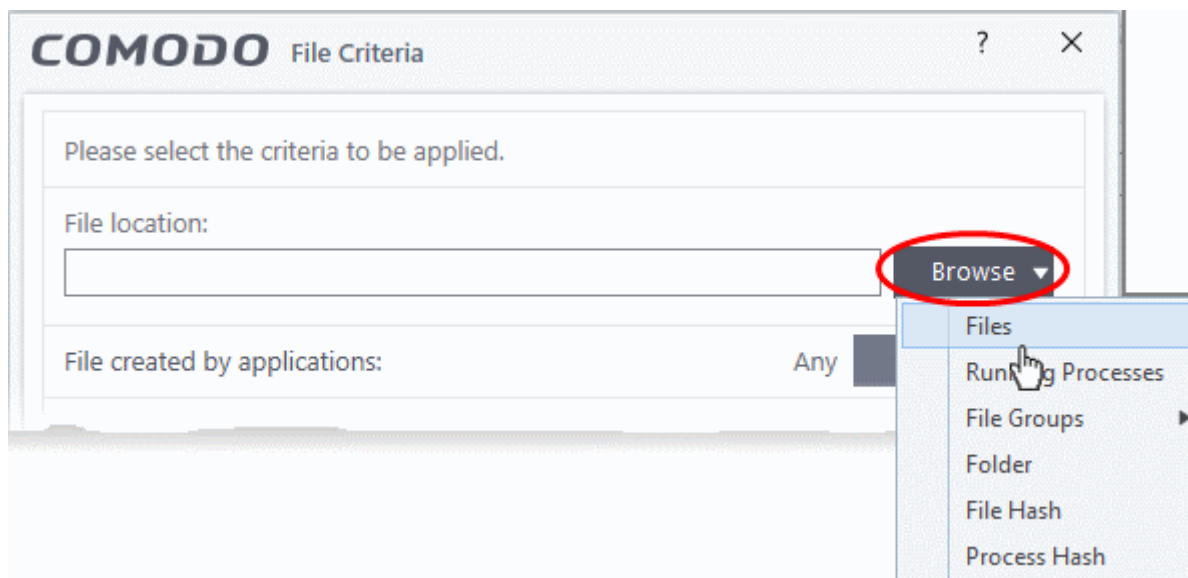 COMODO File Criteria ?
Please select the criteria to be applied.
File location:
Browse
Files
File created by applications: Any
Running Processes
File Groups
Folder
File Hash
Process Hash